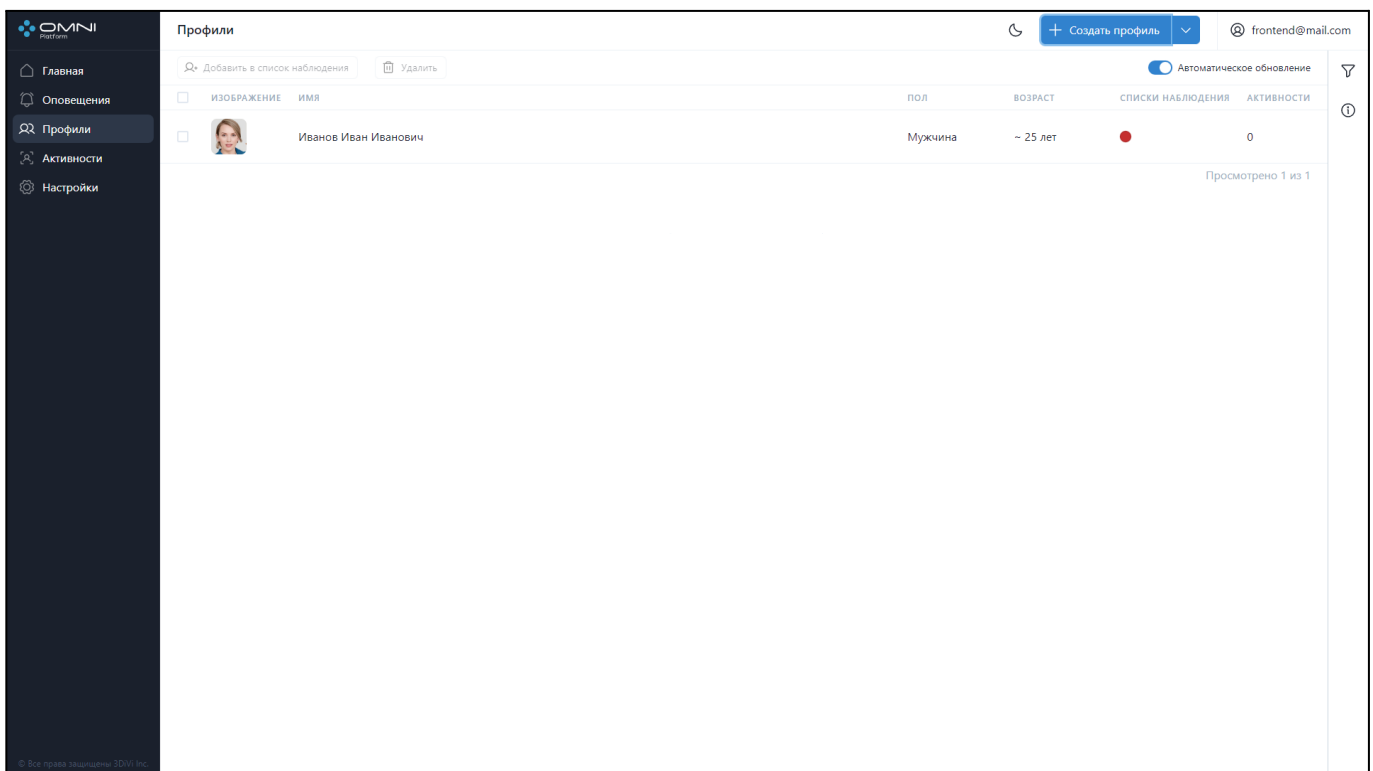 OMNI
Platform
Профили
Создать профиль
frontend@mail.com
Главная
Оповещения
Профили
Активности
Настройки
Добавить в список наблюдения
Удалить
Автоматическое обновление
ИЗОБРАЖЕНИЕ ИМЯ ПОЛ ВОЗРАСТ СПИСКИ НАБЛЮДЕНИЯ АКТИВНОСТИ
Иванов Иван Иванович Мужчина ~ 25 лет 0
Просмотрено 1 из 1
© Все права защищены 3DiVi Inc.